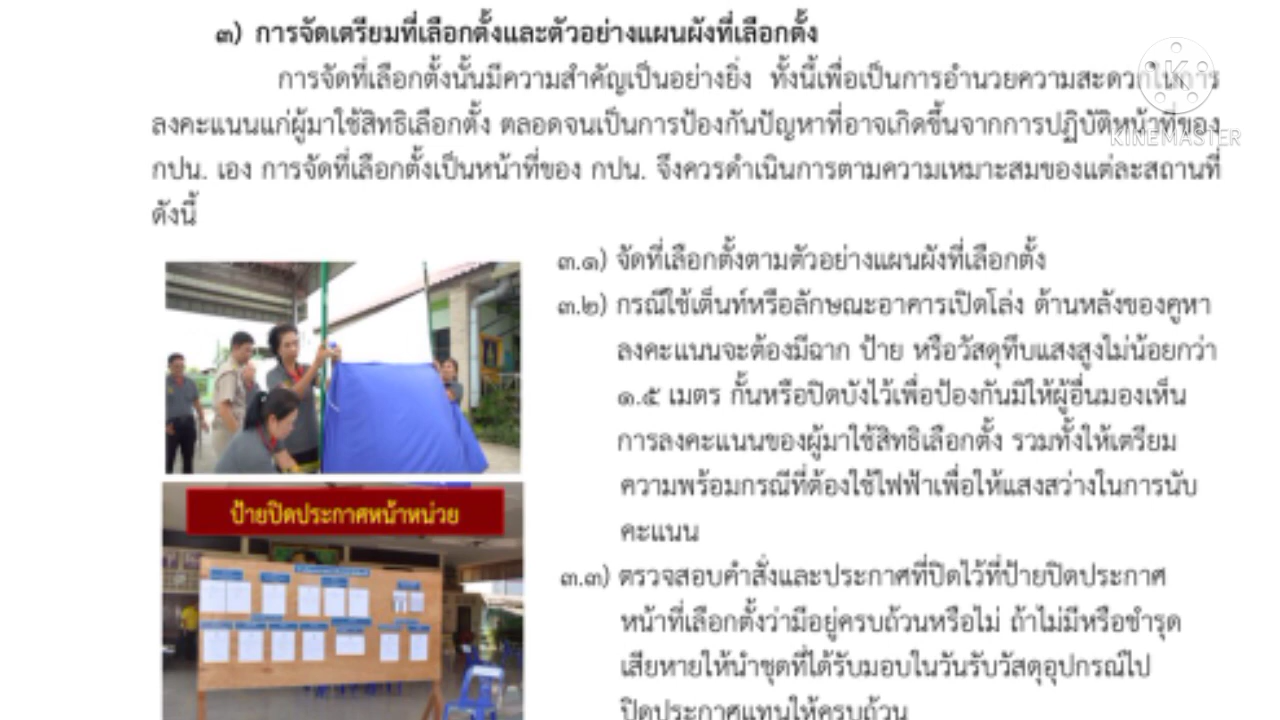 ๓) การจัดเตรียมที่เลือกตั้งและตัวอย่างแผนผังที่เลือกตั้ง
การจัดที่เลือกตั้งนั้นมีความสำคัญเป็นอย่างยิ่ง ทั้งนี้เพื่อเป็นการอำนวยความสะดวกในการ
ลงคะแนนแก่ผู้มาใช้สิทธิเลือกตั้ง ตลอดจนเป็นการป้องกันปัญหาที่อาจเกิดขึ้นจากการปฏิบัติหน้าที่ของ
กปน. เอง การจัดที่เลือกตั้งเป็นหน้าที่ของ กปน. จึงควรดำเนินการตามความเหมาะสมของแต่ละสถานที่
ดังนี้
๓.๑) จัดที่เลือกตั้งตามตัวอย่างแผนผังที่เลือกตั้ง
๓.๒) กรณีใช้เต็นท์หรือลักษณะอาคารเปิดโล่ง ด้านหลังของคูหา
ลงคะแนนจะต้องมีฉาก ป้าย หรือวัสดุทึบแสงสูงไม่น้อยกว่า
๑.๕ เมตร กั้นหรือปิดบังไว้เพื่อป้องกันมิให้ผู้อื่นมองเห็น
การลงคะแนนของผู้มาใช้สิทธิเลือกตั้ง รวมทั้งให้เตรียม
ความพร้อมกรณีที่ต้องใช้ไฟฟ้าเพื่อให้แสงสว่างในการนับ
คะแนน
๓.๓) ตรวจสอบคำสั่งและประกาศที่ปิดไว้ที่ป้ายปิดประกาศ
หน้าที่เลือกตั้งว่ามีอยู่ครบถ้วนหรือไม่ ถ้าไม่มีหรือชำรุด
เสียหายให้นำชุดที่ได้รับมอบในวันรับวัสดุอุปกรณ์ไป
ปิดประกาศแทนให้ครบถ้วน
ป้ายปิดประกาศหน้าหน่วย
K
KINEMASTER